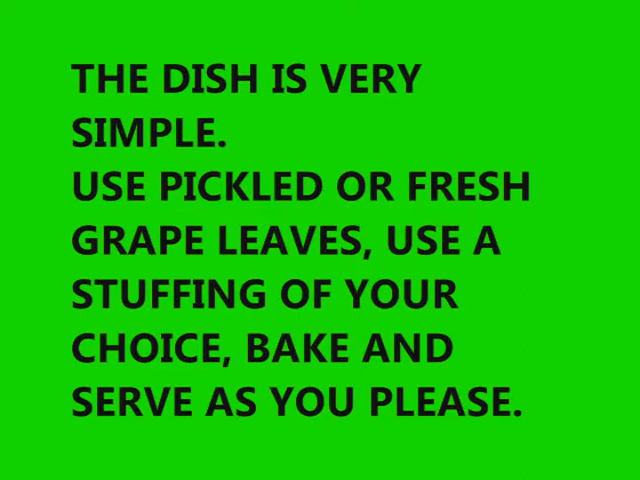 THE DISH IS VERY
SIMPLE.
USE PICKLED OR FRESH
GRAPE LEAVES, USE A
STUFFING OF YOUR
CHOICE, BAKE AND
SERVE AS YOU PLEASE.